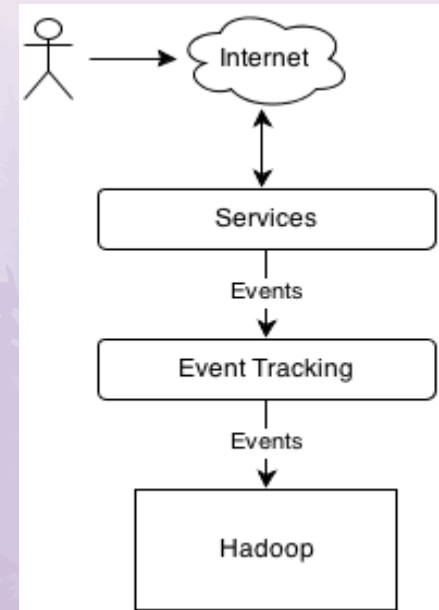 Internet
Services
Events
Event Tracking
Events
Hadoop